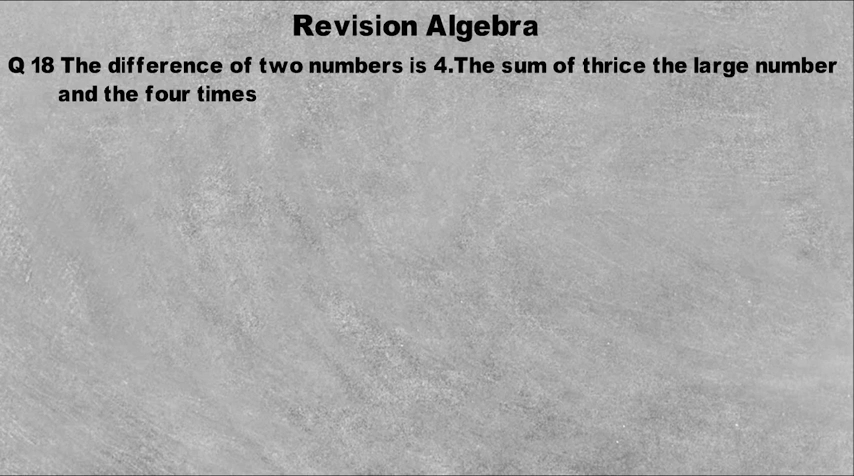 Revision Algebra
Q 18 The difference of two numbers is 4.The sum of thrice the large number
and the four times